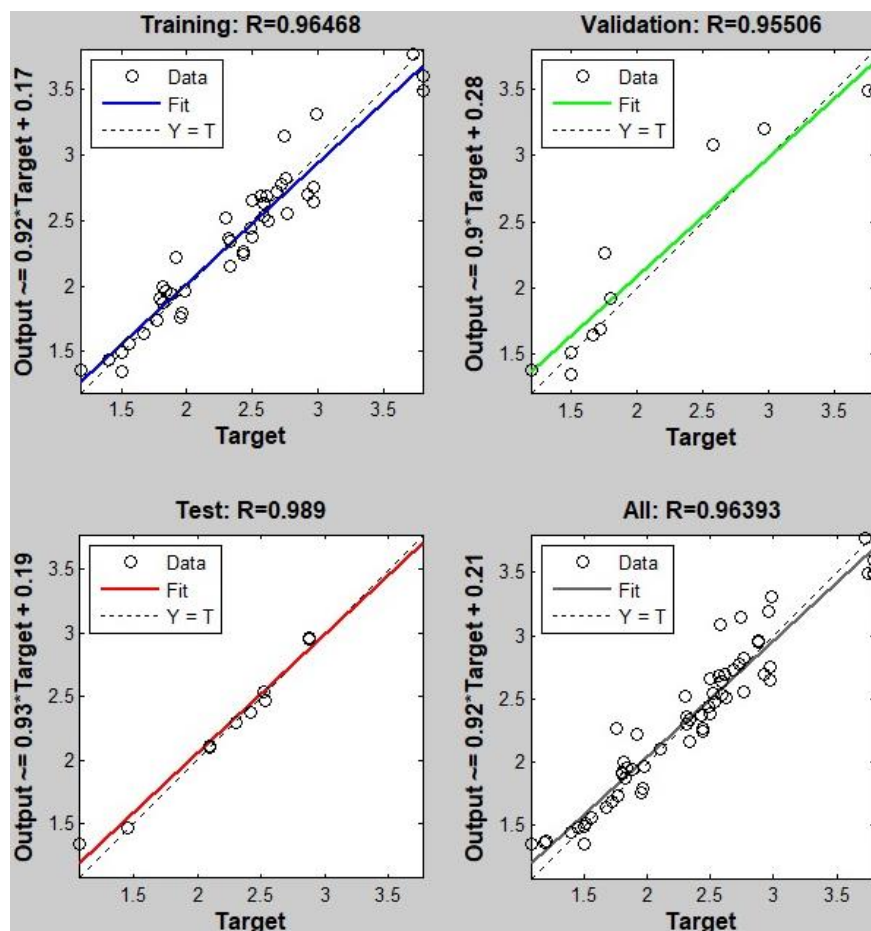 Training: R=0.96468
Output ~= 0.92*Target + 0.17
3.5
3
2.5
2
1.5
Data
Fit
Y = T
1.5 2 2.5 3 3.5
Target
Validation: R=0.95506
Output ~= 0.9*Target + 0.28
3.5
3
2.5
2
1.5
Data
Fit
Y = T
1.5 2 2.5 3 3.5
Target
Test: R=0.989
Output ~= 0.93*Target + 0.19
3.5
3
2.5
2
1.5
Data
Fit
Y = T
1.5 2 2.5 3 3.5
Target
All: R=0.96393
Output ~= 0.92*Target + 0.21
3.5
3
2.5
2
1.5
Data
Fit
Y = T
1.5 2 2.5 3 3.5
Target